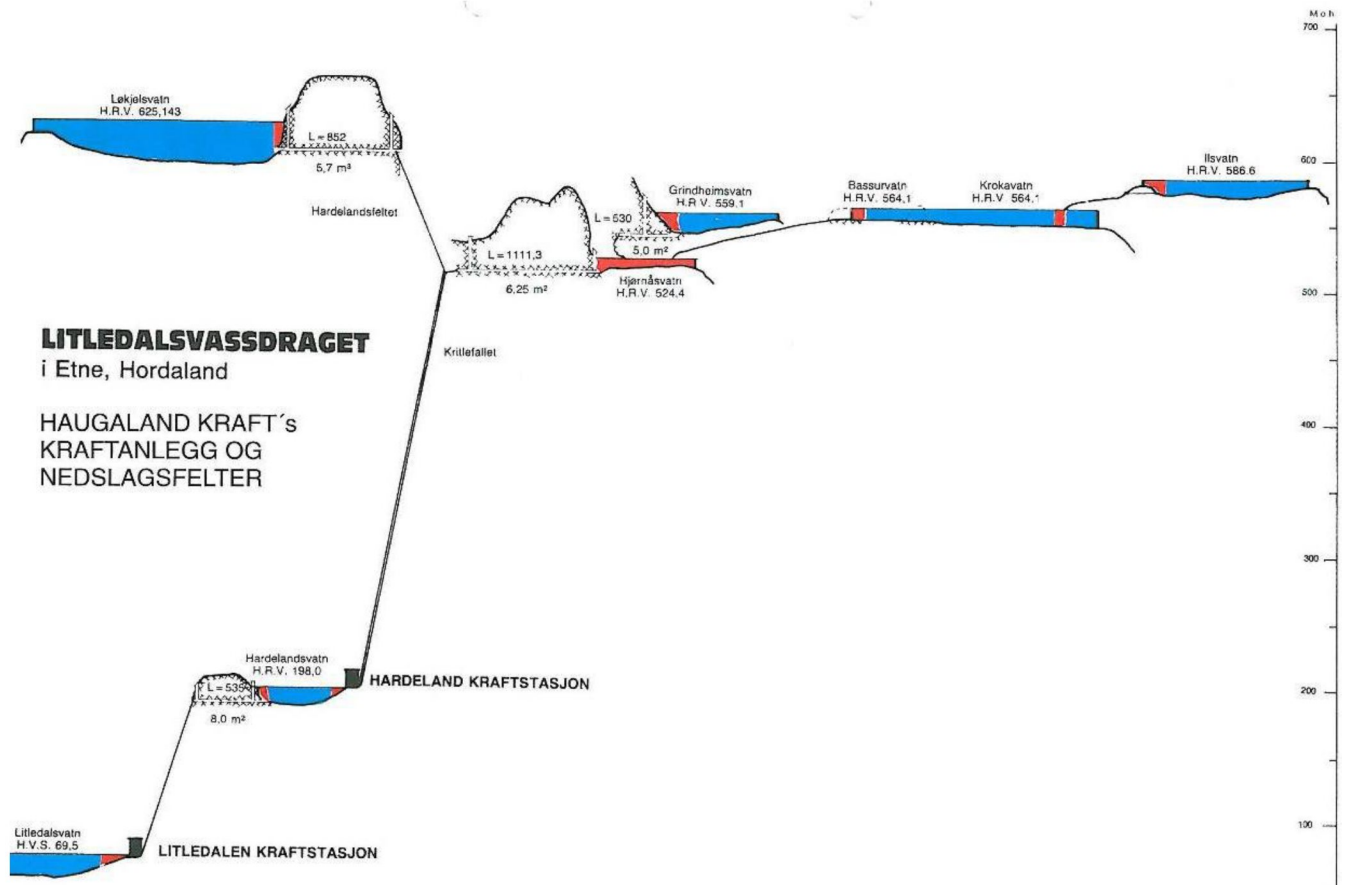 M o h
700
Løkjelsvatn
H.R.V. 625,143
L = 852
5,7 m²
Hardelandsfeltet
Ilsvatn
H.R.V. 586.6
600
Grindheimsvatn
H.R V. 559.1
Bassurvatn
H.R.V. 564,1
Krokavatn
H.R.V 564.1
L = 530
5,0 m²
L = 1111,3
6,25 m²
Hjørnåsvatn
H.R.V. 524.4
500
LITLEDALSVASSDRAGET
i Etne, Hordaland
Kritlefallet
HAUGALAND KRAFT´s
KRAFTANLEGG OG
NEDSLAGSFELTER
400
300
Hardelandsvatn
H.R.V. 198,0
HARDELAND KRAFTSTASJON
L = 535
8,0 m²
200
100
Litledalsvatn
H.V.S. 69,5
LITLEDALEN KRAFTSTASJON